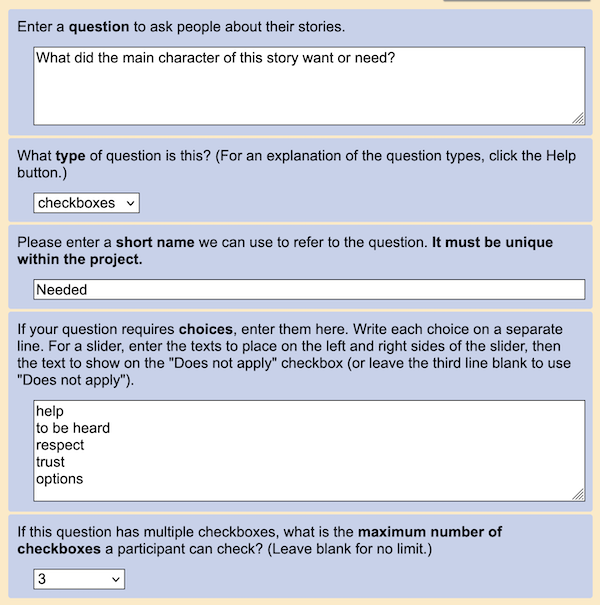 Enter a question to ask people about their stories.
What did the main character of this story want or need?
What type of question is this? (For an explanation of the question types, click the Help
button.)
checkboxes
Please enter a short name we can use to refer to the question. It must be unique
within the project.
Needed
If your question requires choices, enter them here. Write each choice on a separate
line. For a slider, enter the texts to place on the left and right sides of the slider, then
the text to show on the "Does not apply" checkbox (or leave the third line blank to use
"Does not apply").
help
to be heard
respect
trust
options
If this question has multiple checkboxes, what is the maximum number of
checkboxes a participant can check? (Leave blank for no limit.)
3